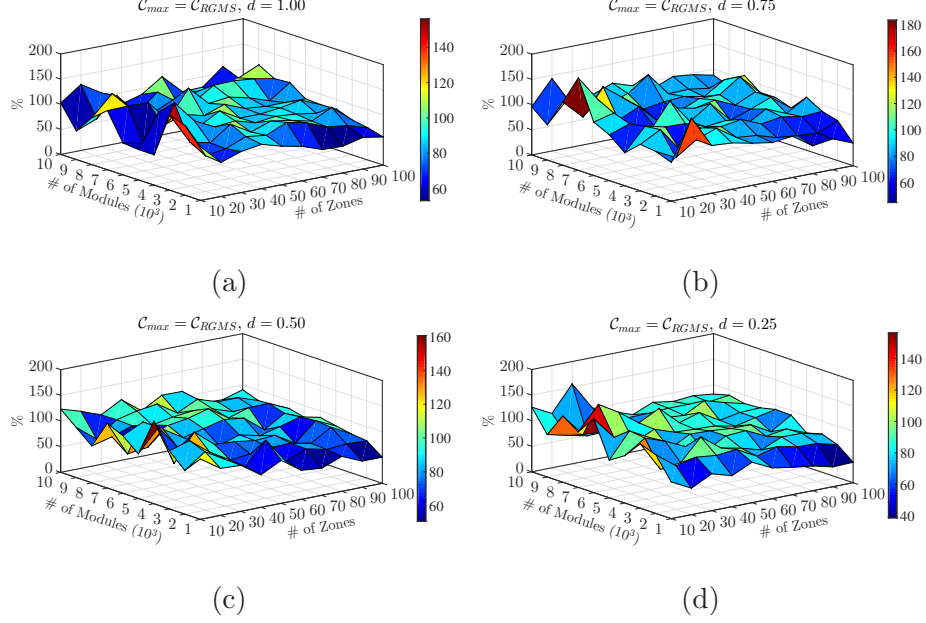 𝒞max = 𝒞RGMS, d = 1.00
200
150
100
50
0
%
10 9 8 7 6 5 4 3 2 1
# of Modules (10³)
10 20 30 40 50 60 70 80 90 100
# of Zones
140
120
100
80
60
(a)
𝒞max = 𝒞RGMS, d = 0.75
200
150
100
50
0
%
10 9 8 7 6 5 4 3 2 1
# of Modules (10³)
10 20 30 40 50 60 70 80 90 100
# of Zones
180
160
140
120
100
80
60
(b)
𝒞max = 𝒞RGMS, d = 0.50
200
150
100
50
0
%
10 9 8 7 6 5 4 3 2 1
# of Modules (10³)
10 20 30 40 50 60 70 80 90 100
# of Zones
160
140
120
100
80
60
(c)
𝒞max = 𝒞RGMS, d = 0.25
200
150
100
50
0
%
10 9 8 7 6 5 4 3 2 1
# of Modules (10³)
10 20 30 40 50 60 70 80 90 100
# of Zones
140
120
100
80
60
40
(d)